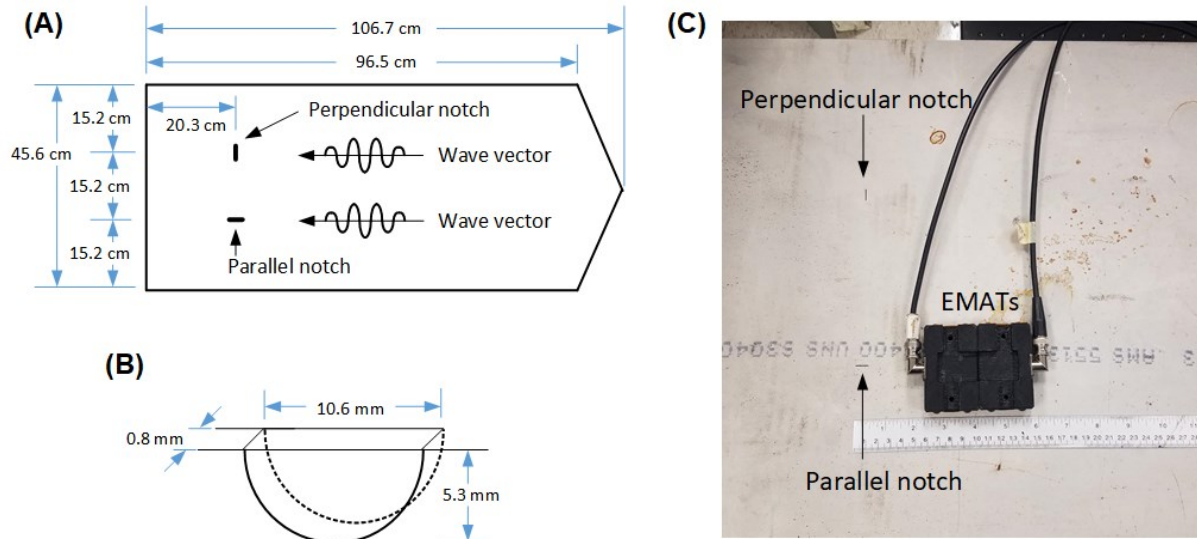 (A)
106.7 cm
96.5 cm
20.3 cm
Perpendicular notch
15.2 cm
Wave vector
45.6 cm
15.2 cm
Wave vector
15.2 cm
Parallel notch
(B)
10.6 mm
0.8 mm
5.3 mm
(C)
Perpendicular notch
EMATs
Parallel notch